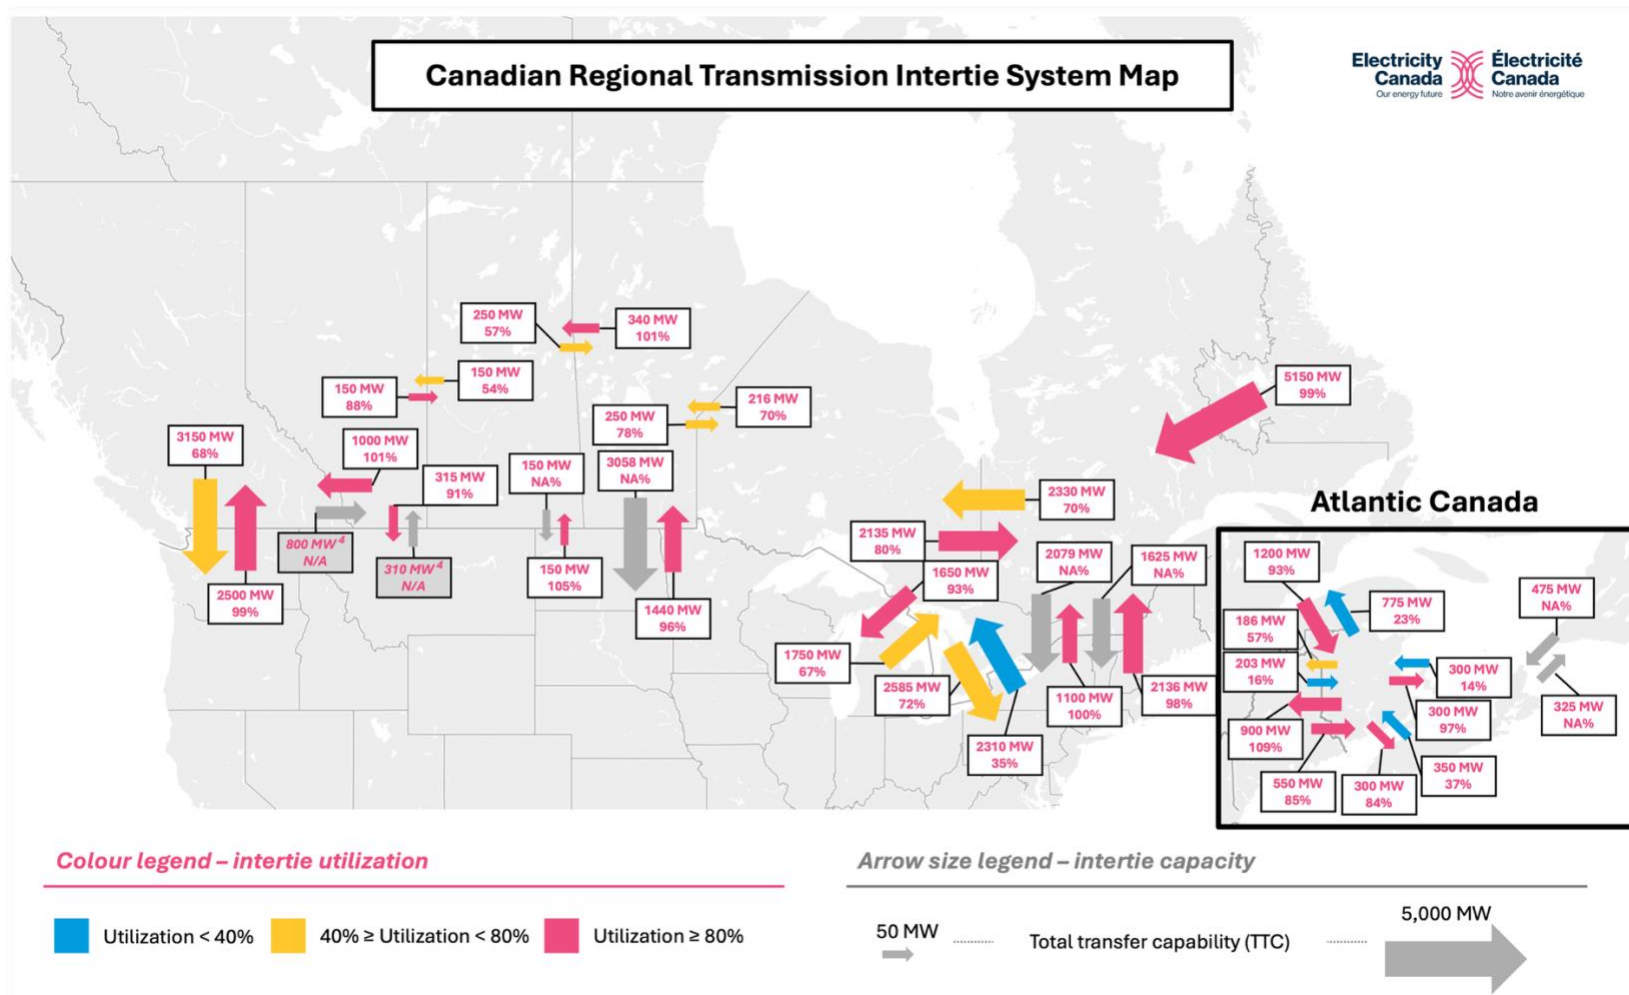 Canadian Regional Transmission Intertie System Map
Electricity
Canada
Our energy future
Électricité
Canada
Notre avenir énergétique
250 MW
57%
340 MW
101%
150 MW
54%
150 MW
88%
216 MW
70%
250 MW
78%
5150 MW
99%
3150 MW
68%
1000 MW
101%
315 MW
91%
150 MW
NA%
3058 MW
NA%
2330 MW
70%
2135 MW
80%
800 MW4
N/A
310 MW4
N/A
150 MW
105%
2500 MW
99%
1440 MW
96%
1650 MW
93%
2079 MW
NA%
1625 MW
NA%
1750 MW
67%
2585 MW
72%
2310 MW
35%
1100 MW
100%
2136 MW
98%
Atlantic Canada
1200 MW
93%
775 MW
23%
475 MW
NA%
186 MW
57%
203 MW
16%
300 MW
14%
325 MW
NA%
300 MW
97%
900 MW
109%
550 MW
85%
300 MW
84%
350 MW
37%
Colour legend – intertie utilization
Utilization < 40%
40% ≥ Utilization < 80%
Utilization ≥ 80%
Arrow size legend – intertie capacity
50 MW
Total transfer capability (TTC)
5,000 MW